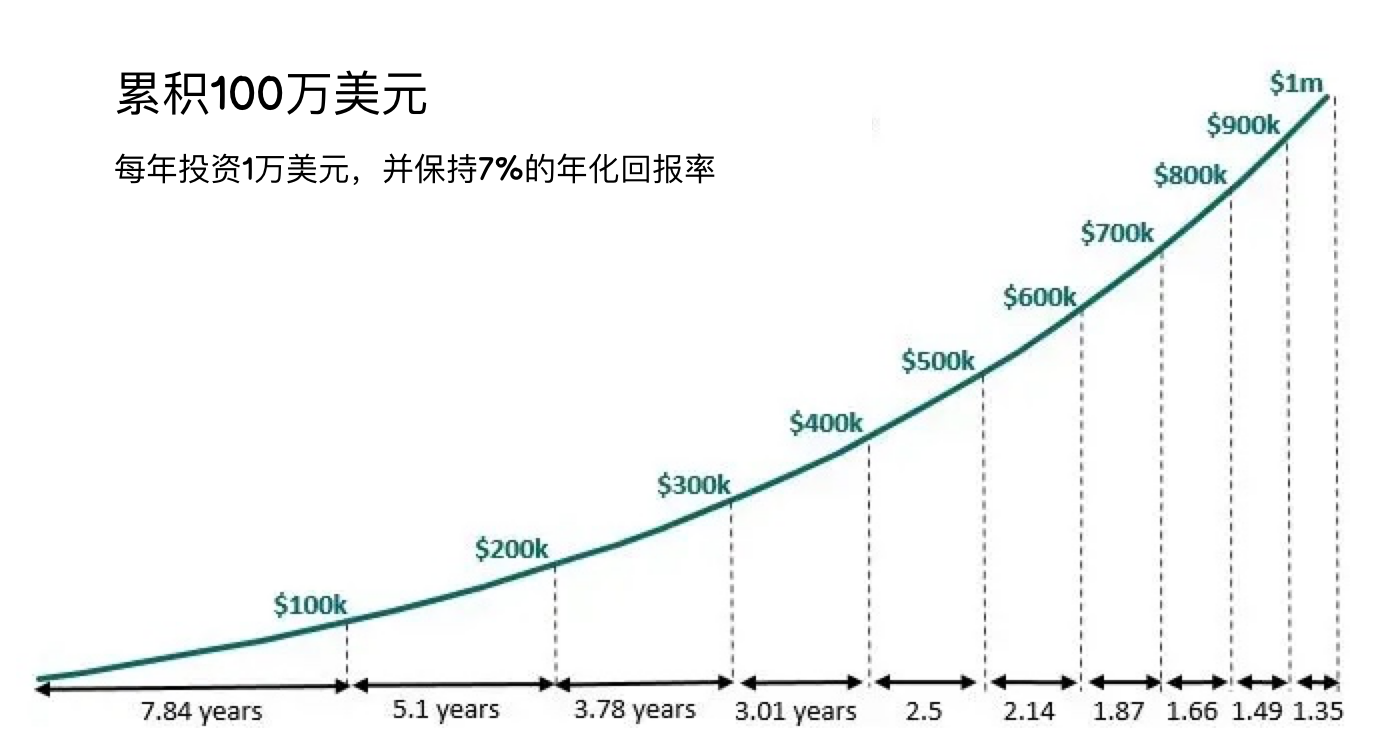 累积100万美元
每年投资1万美元，并保持7%的年化回报率
$1m
$900k
$800k
$700k
$600k
$500k
$400k
$300k
$200k
$100k
7.84 years 5.1 years 3.78 years 3.01 years 2.5 2.14 1.87 1.66 1.49 1.35